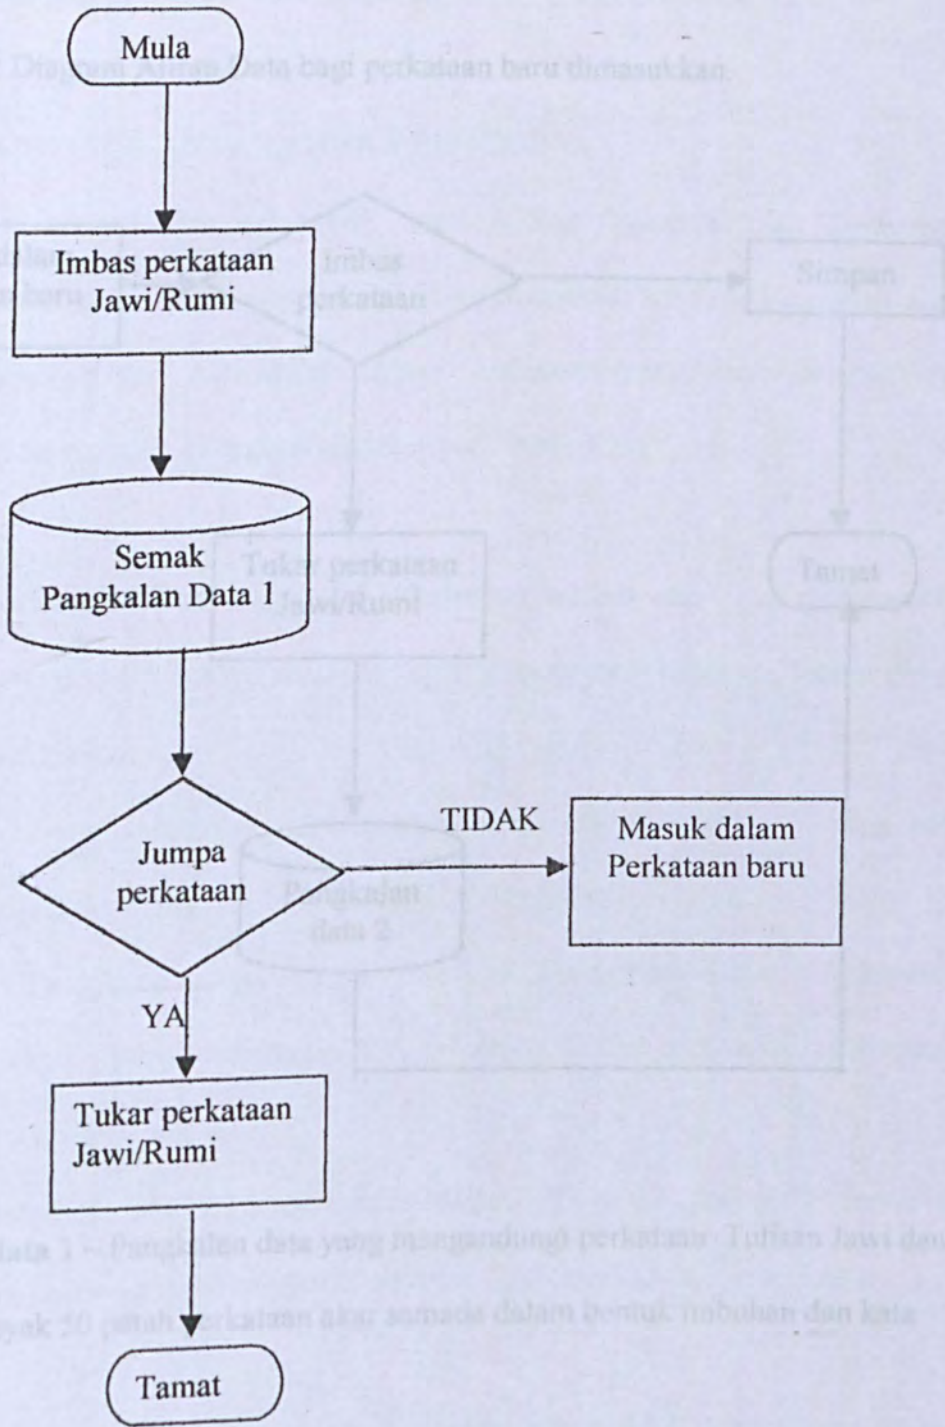 Mula
Diagram Aliran Data bagi perkataan baru dimasukkan.
Imbas perkataan
Jawi/Rumi
Imbas
perkataan
Simpan
baru
Semak
Pangkalan Data 1
Tukar perkataan
Jawi/Rumi
Tamat
Jumpa
perkataan
TIDAK
Masuk dalam
Perkataan baru
Pangkalan
data 2
YA
Tukar perkataan
Jawi/Rumi
data 1 – Pangkalan data yang mengandungi perkataan Tulisan Jawi dan
50 patah perkataan akar samada dalam bentuk imbuhan dan kata
Tamat